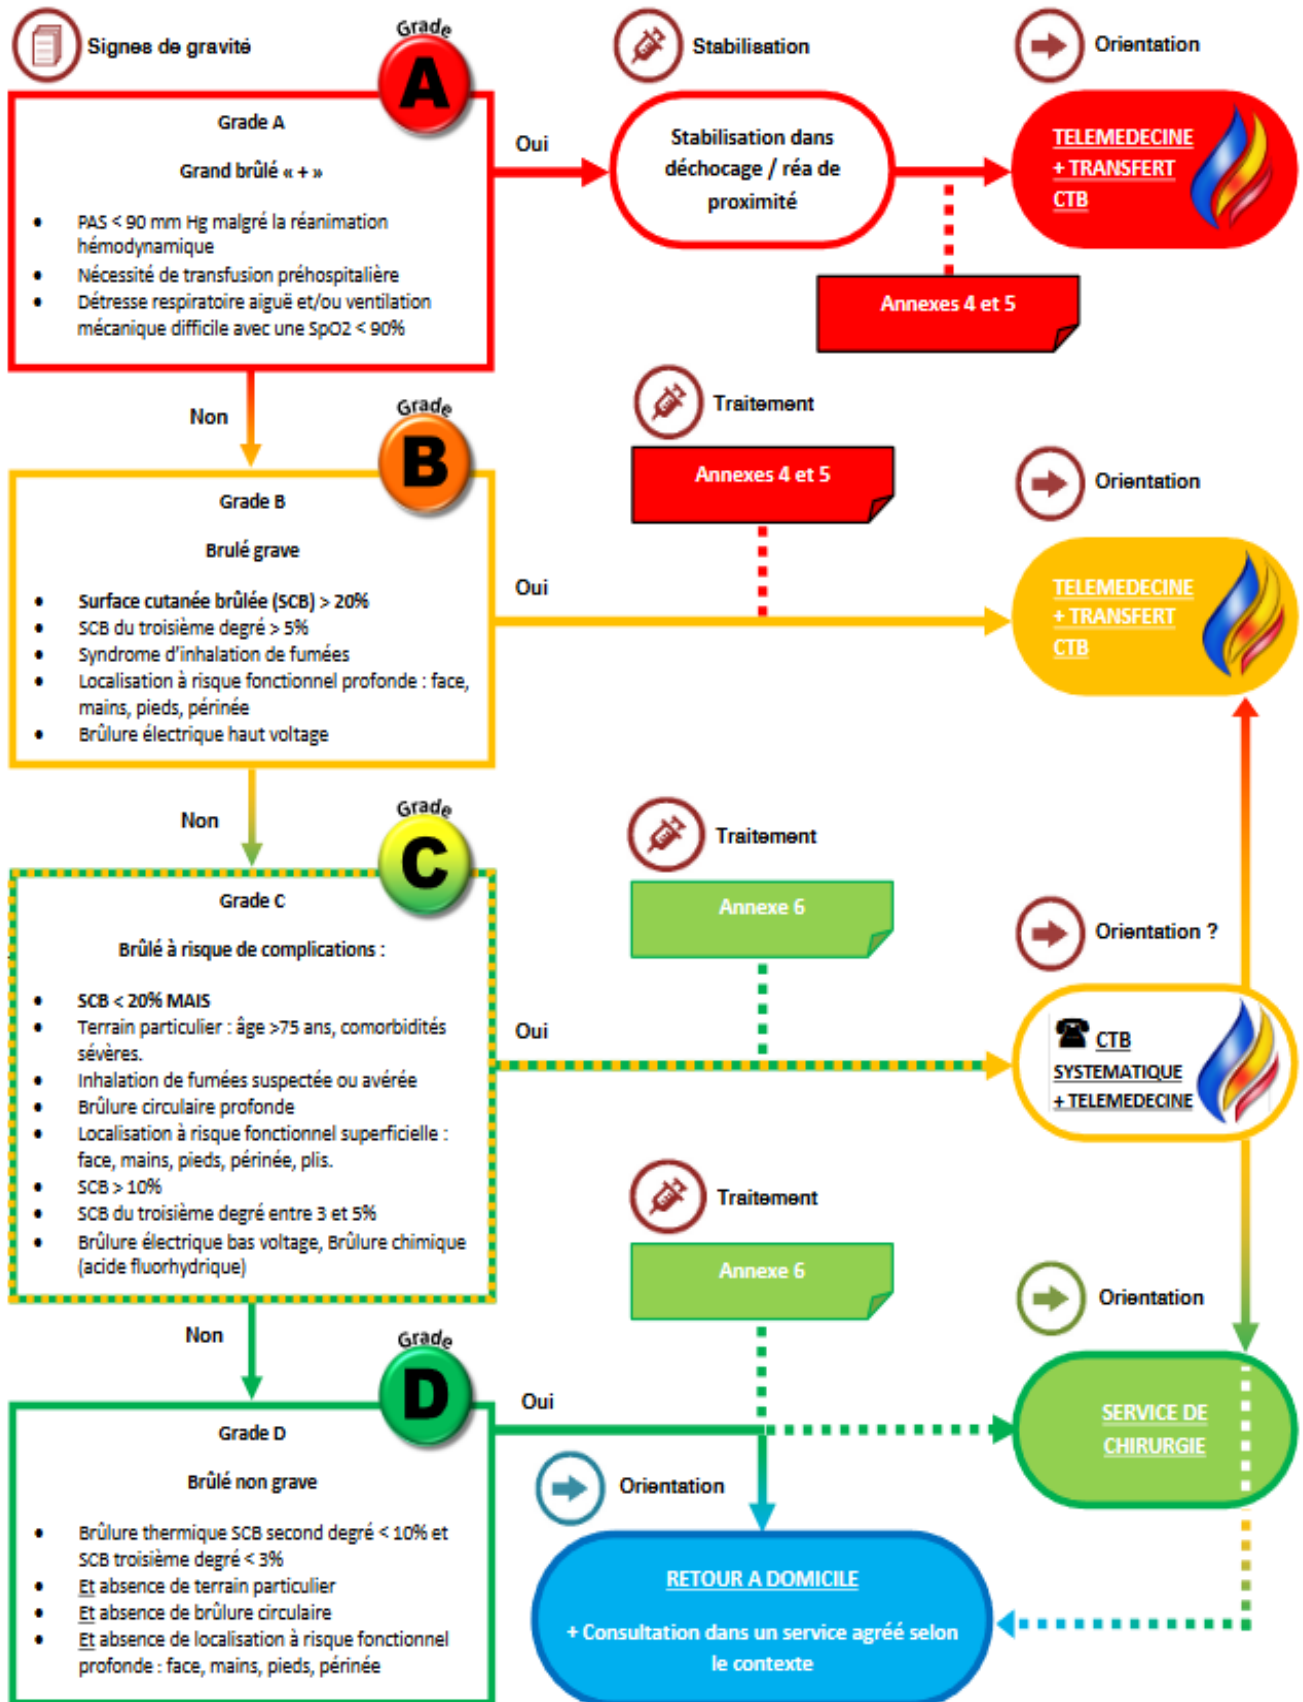 Signes de gravité
Grade
A
Stabilisation
Orientation
Grade A
Grand brûlé « + »
• PAS < 90 mm Hg malgré la réanimation
hémodynamique
• Nécessité de transfusion préhospitalière
• Détresse respiratoire aiguë et/ou ventilation
mécanique difficile avec une SpO2 < 90%
Oui
Stabilisation dans
déchocage / réa de
proximité
TELEMEDECINE
+ TRANSFERT
CTB
Annexes 4 et 5
Non
Grade
B
Traitement
Annexes 4 et 5
Orientation
Grade B
Brulé grave
• Surface cutanée brûlée (SCB) > 20%
• SCB du troisième degré > 5%
• Syndrome d'inhalation de fumées
• Localisation à risque fonctionnel profonde : face,
mains, pieds, périnée
• Brûlure électrique haut voltage
Oui
TELEMEDECINE
+ TRANSFERT
CTB
Non
Grade
C
Traitement
Annexe 6
Orientation ?
Grade C
Brûlé à risque de complications :
• SCB < 20% MAIS
• Terrain particulier : âge >75 ans, comorbidités
sévères.
• Inhalation de fumées suspectée ou avérée
• Brûlure circulaire profonde
• Localisation à risque fonctionnel superficielle :
face, mains, pieds, périnée, plis.
• SCB > 10%
• SCB du troisième degré entre 3 et 5%
• Brûlure électrique bas voltage, Brûlure chimique
(acide fluorhydrique)
Oui
☎ CTB
SYSTEMATIQUE
+ TELEMEDECINE
Traitement
Annexe 6
Orientation
Non
Grade
D
Oui
SERVICE DE
CHIRURGIE
Grade D
Brûlé non grave
• Brûlure thermique SCB second degré < 10% et
SCB troisième degré < 3%
• Et absence de terrain particulier
• Et absence de brûlure circulaire
• Et absence de localisation à risque fonctionnel
profonde : face, mains, pieds, périnée
Orientation
RETOUR A DOMICILE
+ Consultation dans un service agréé selon
le contexte